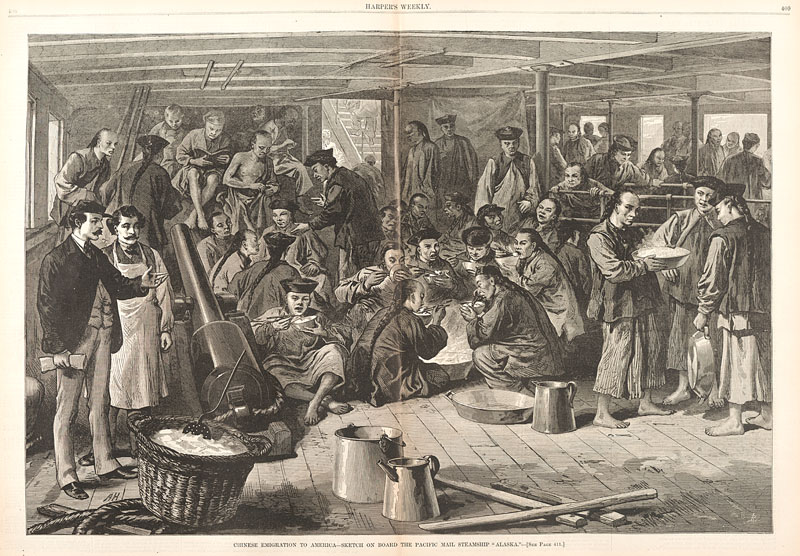 HARPER'S WEEKLY.
409
CHINESE EMIGRATION TO AMERICA—SKETCH ON BOARD THE PACIFIC MAIL STEAMSHIP "ALASKA."—[SEE PAGE 411.]